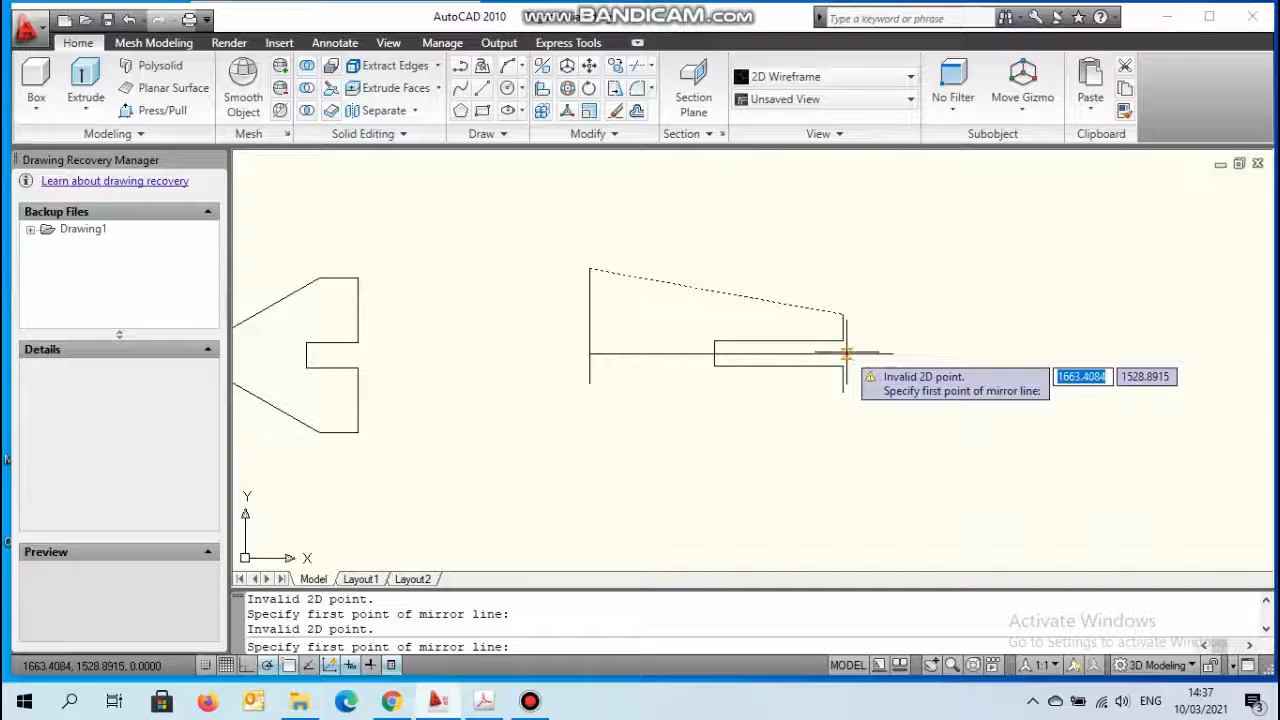 AutoCAD 2010
www.BANDICAM.com
Type a keyword or phrase
Home
Mesh Modeling
Render
Insert
Annotate
View
Manage
Output
Express Tools
Box
Extrude
Polysolid
Planar Surface
Press/Pull
Smooth
Object
Extract Edges
Extrude Faces
Separate
Section
Plane
2D Wireframe
Unsaved View
No Filter
Move Gizmo
Paste
Modeling
Mesh
Solid Editing
Draw
Modify
Section
View
Subobject
Clipboard
Drawing Recovery Manager
Learn about drawing recovery
Backup Files
Drawing1
Details
Preview
Invalid 2D point.
Specify first point of mirror line:
1663.4084
1528.8915
Y
X
Model
Layout1
Layout2
Invalid 2D point.
Specify first point of mirror line:
Invalid 2D point.
Specify first point of mirror line:
Activate Windows
Go to Settings to activate Windows.
1663.4084, 1528.8915, 0.0000
MODEL
1:1
3D Modeling
ENG
14:37
10/03/2021
3